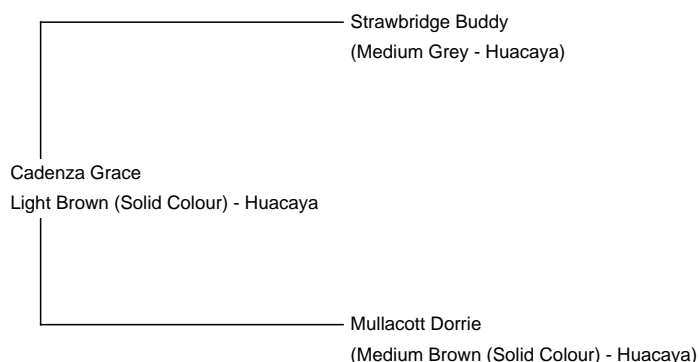 Strawbridge Buddy
(Medium Grey - Huacaya)
Cadenza Grace
Light Brown (Solid Colour) - Huacaya
Mullacott Dorrie
(Medium Brown (Solid Colour) - Huacaya)